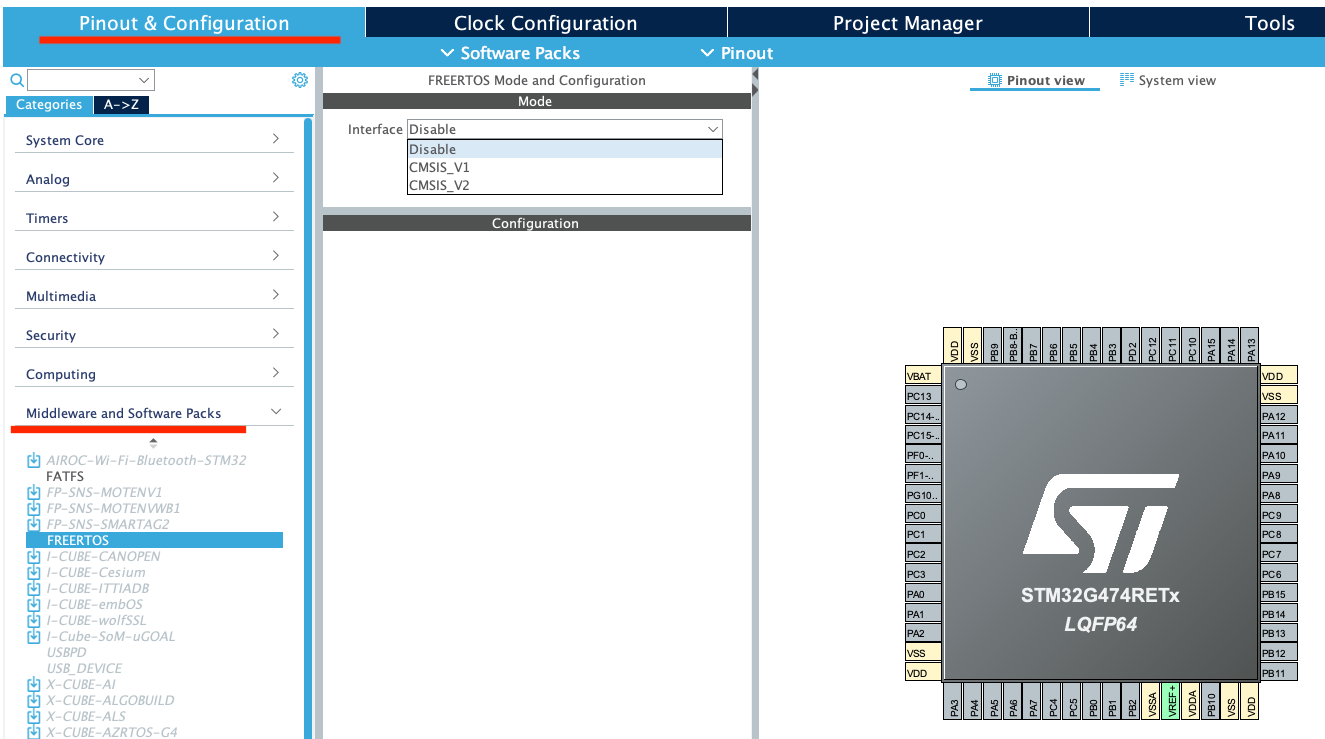 Pinout & Configuration
Clock Configuration
Project Manager
Tools
Software Packs
Pinout
Categories
A->Z
System Core
Analog
Timers
Connectivity
Multimedia
Security
Computing
Middleware and Software Packs
AIROC-Wi-Fi-Bluetooth-STM32
FATFS
FP-SNS-MOTENV1
FP-SNS-MOTENVWB1
FP-SNS-SMARTAG2
FREERTOS
I-CUBE-CANOPEN
I-CUBE-Cesium
I-CUBE-ITTIADB
I-CUBE-embOS
I-CUBE-wolfSSL
I-Cube-SoM-uGOAL
USBPD
USB_DEVICE
X-CUBE-AI
X-CUBE-ALGOBUILD
X-CUBE-ALS
X-CUBE-AZRTOS-G4
FREERTOS Mode and Configuration
Mode
Interface Disable
Disable
CMSIS_V1
CMSIS_V2
Configuration
Pinout view
System view
VDD
VSS
PB9
PB8-B..
PB7
PB6
PB5
PB4
PB3
PD2
PC12
PC11
PC10
PA15
PA14
PA13
VBAT
PC13
PC14-..
PC15-..
PF0-..
PF1-..
PG10..
PC0
PC1
PC2
PC3
PA0
PA1
PA2
VSS
VDD
STM32G474RETx
LQFP64
VDD
VSS
PA12
PA11
PA10
PA9
PA8
PC9
PC8
PC7
PC6
PB15
PB14
PB13
PB12
PB11
PA3
PA4
PA5
PA6
PA7
PC4
PC5
PB0
PB1
PB2
VSSA
VREF+
VDDA
PB10
VSS
VDD